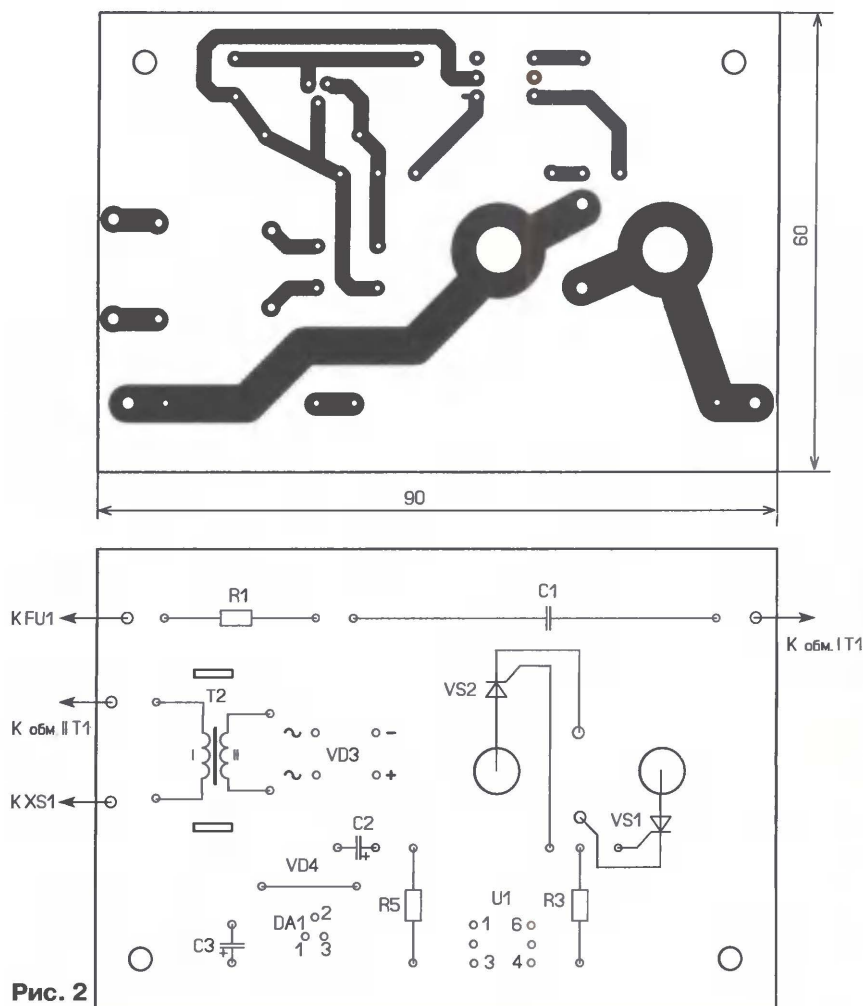 60
90
R1
C1
К FU1
К обм. I T1
VS2
T2
К обм. II T1
I
II
~
-
VD3
~
+
К XS1
VS1
C2
+
VD4
R5
U1
R3
DA1
2
1
3
C3
+
1
6
3
4
Рис. 2